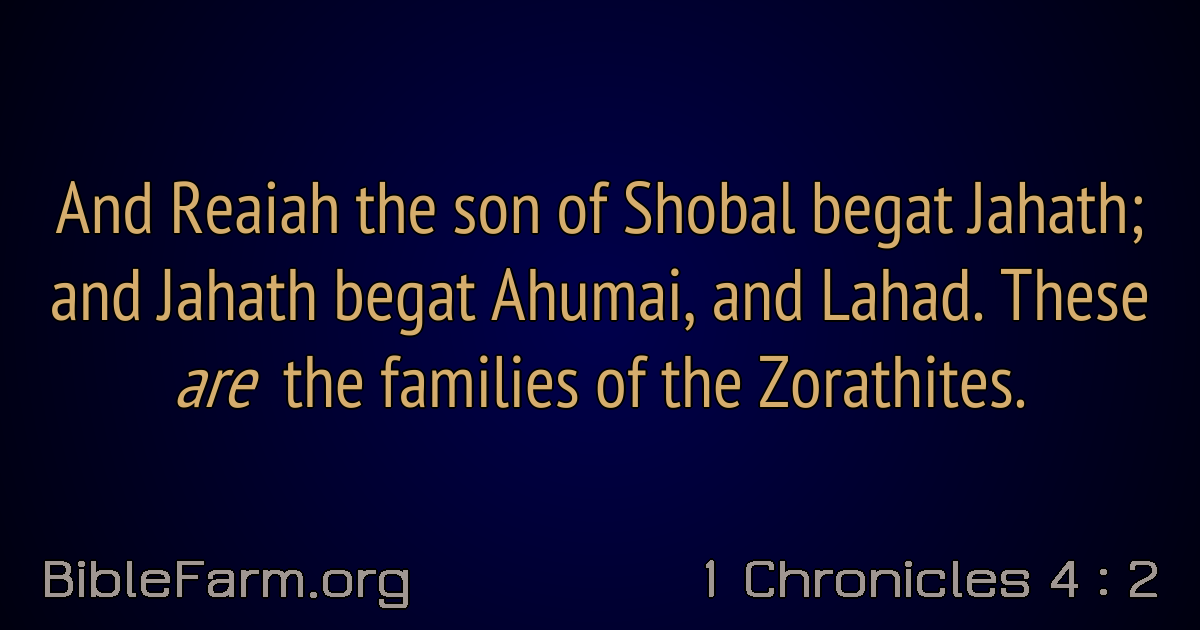 And Reaiah the son of Shobal begat Jahath;
and Jahath begat Ahumai, and Lahad. These
are the families of the Zorathites.
BibleFarm.org
1 Chronicles 4 : 2